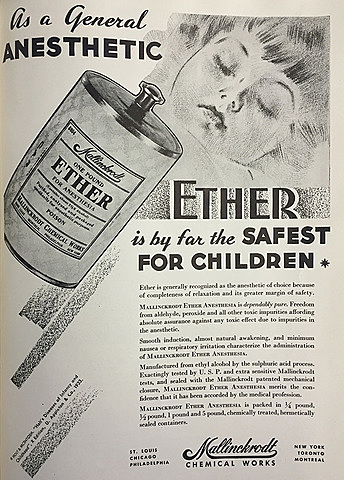 As a General
ANESTHETIC
Mallinckrodt
ONE POUND
ETHER
FOR ANESTHESIA
POISON
MALLINCKRODT CHEMICAL WORKS
ETHER
is by far the SAFEST
FOR CHILDREN *
Ether is generally recognized as the anesthetic of choice because
of completeness of relaxation and its greater margin of safety.
MALLINCKRODT ETHER ANESTHESIA is dependably pure. Freedom
from aldehyde, peroxide and all other toxic impurities affording
absolute assurance against any toxic effect due to impurities in
the anesthetic.
Smooth induction, almost natural awakening, and minimum
nausea or respiratory irritation characterize the administration
of MALLINCKRODT ETHER ANESTHESIA.
Manufactured from ethyl alcohol by the sulphuric acid process.
Exactingly tested by U. S. P. and extra sensitive Mallinckrodt
tests, and sealed with the Mallinckrodt patented mechanical
closure, MALLINCKRODT ETHER ANESTHESIA merits the con-
fidence that it has been accorded by the medical profession.
MALLINCKRODT ETHER ANESTHESIA is packed in ¼ pound,
½ pound, 1 pound and 5 pound, chemically treated, hermetically
sealed containers.
ST. LOUIS
CHICAGO
PHILADELPHIA
Mallinckrodt
CHEMICAL WORKS
NEW YORK
TORONTO
MONTREAL